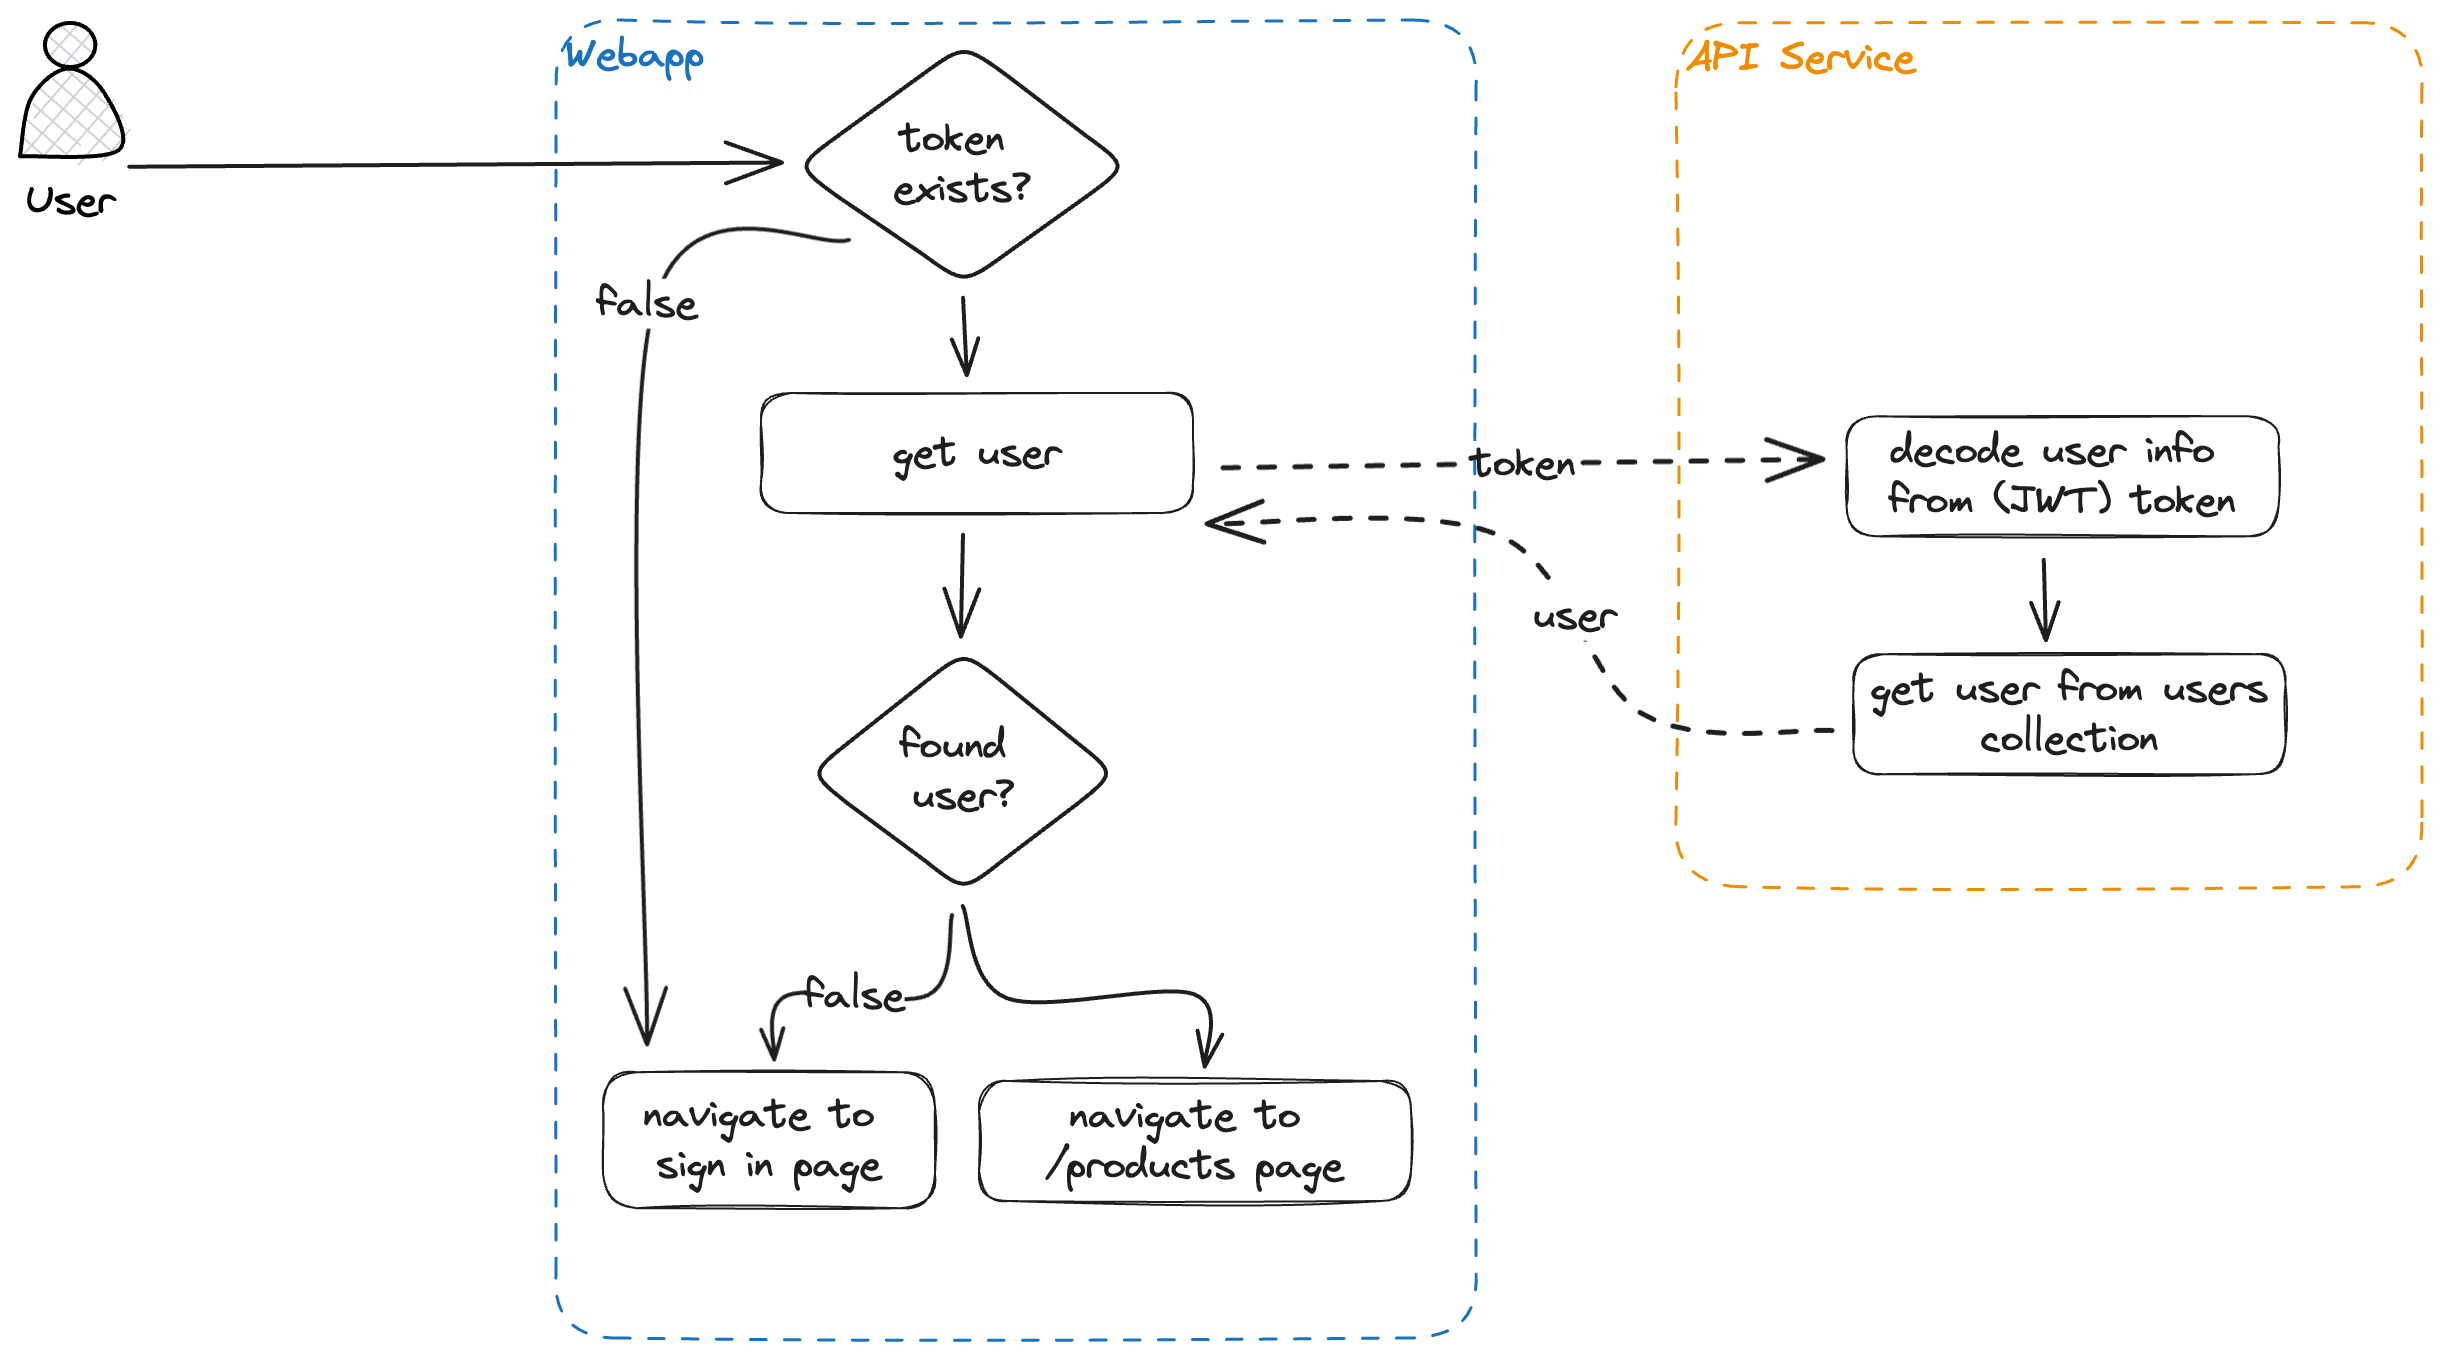 Webapp
API Service
User
token
exists?
false
get user
token
decode user info
from (JWT) token
user
get user from users
collection
found
user?
false
navigate to
sign in page
navigate to
/products page